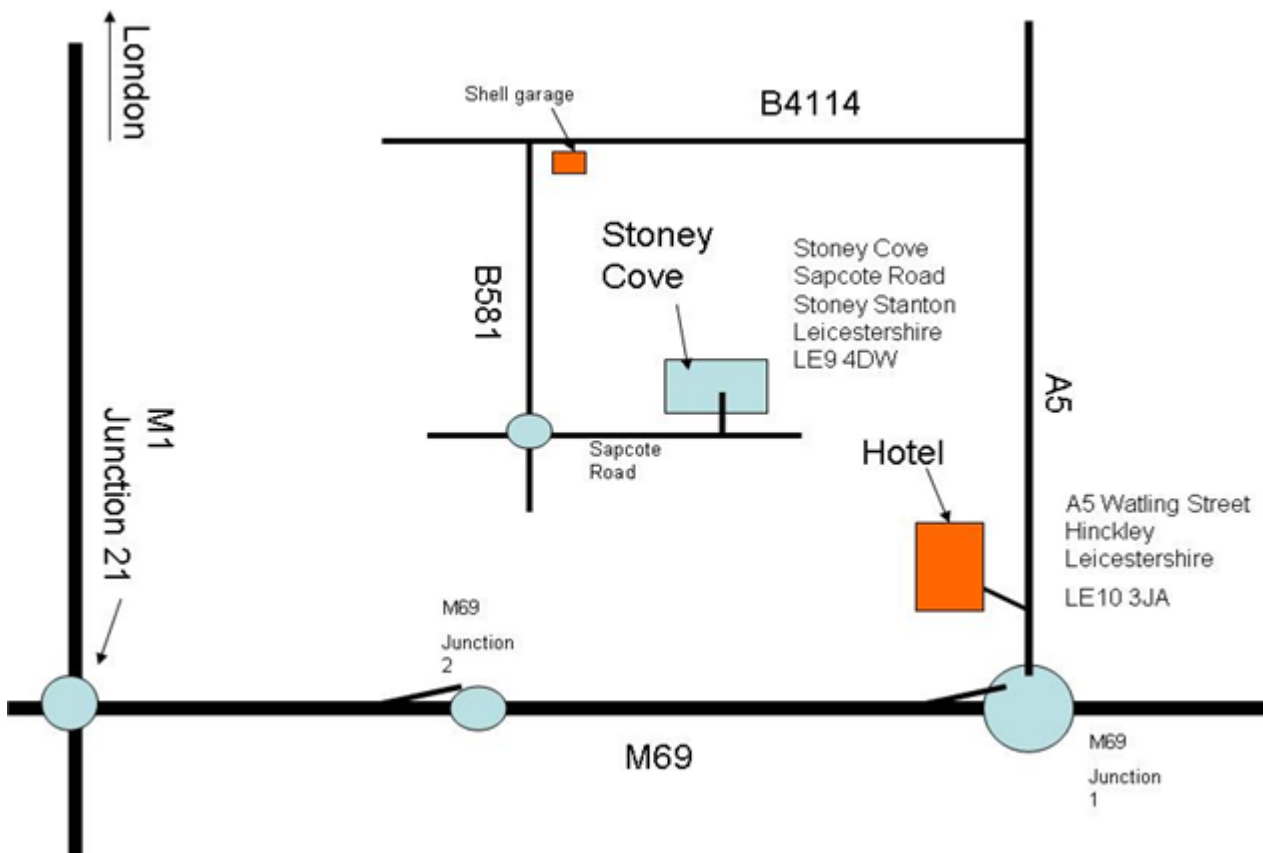 London
Shell garage
B4114
Stoney
Cove
Stoney Cove
Sapcote Road
Stoney Stanton
Leicestershire
LE9 4DW
B581
A5
M1
Junction 21
Sapcote
Road
Hotel
A5 Watling Street
Hinckley
Leicestershire
LE10 3JA
M69
Junction
2
M69
M69
Junction
1